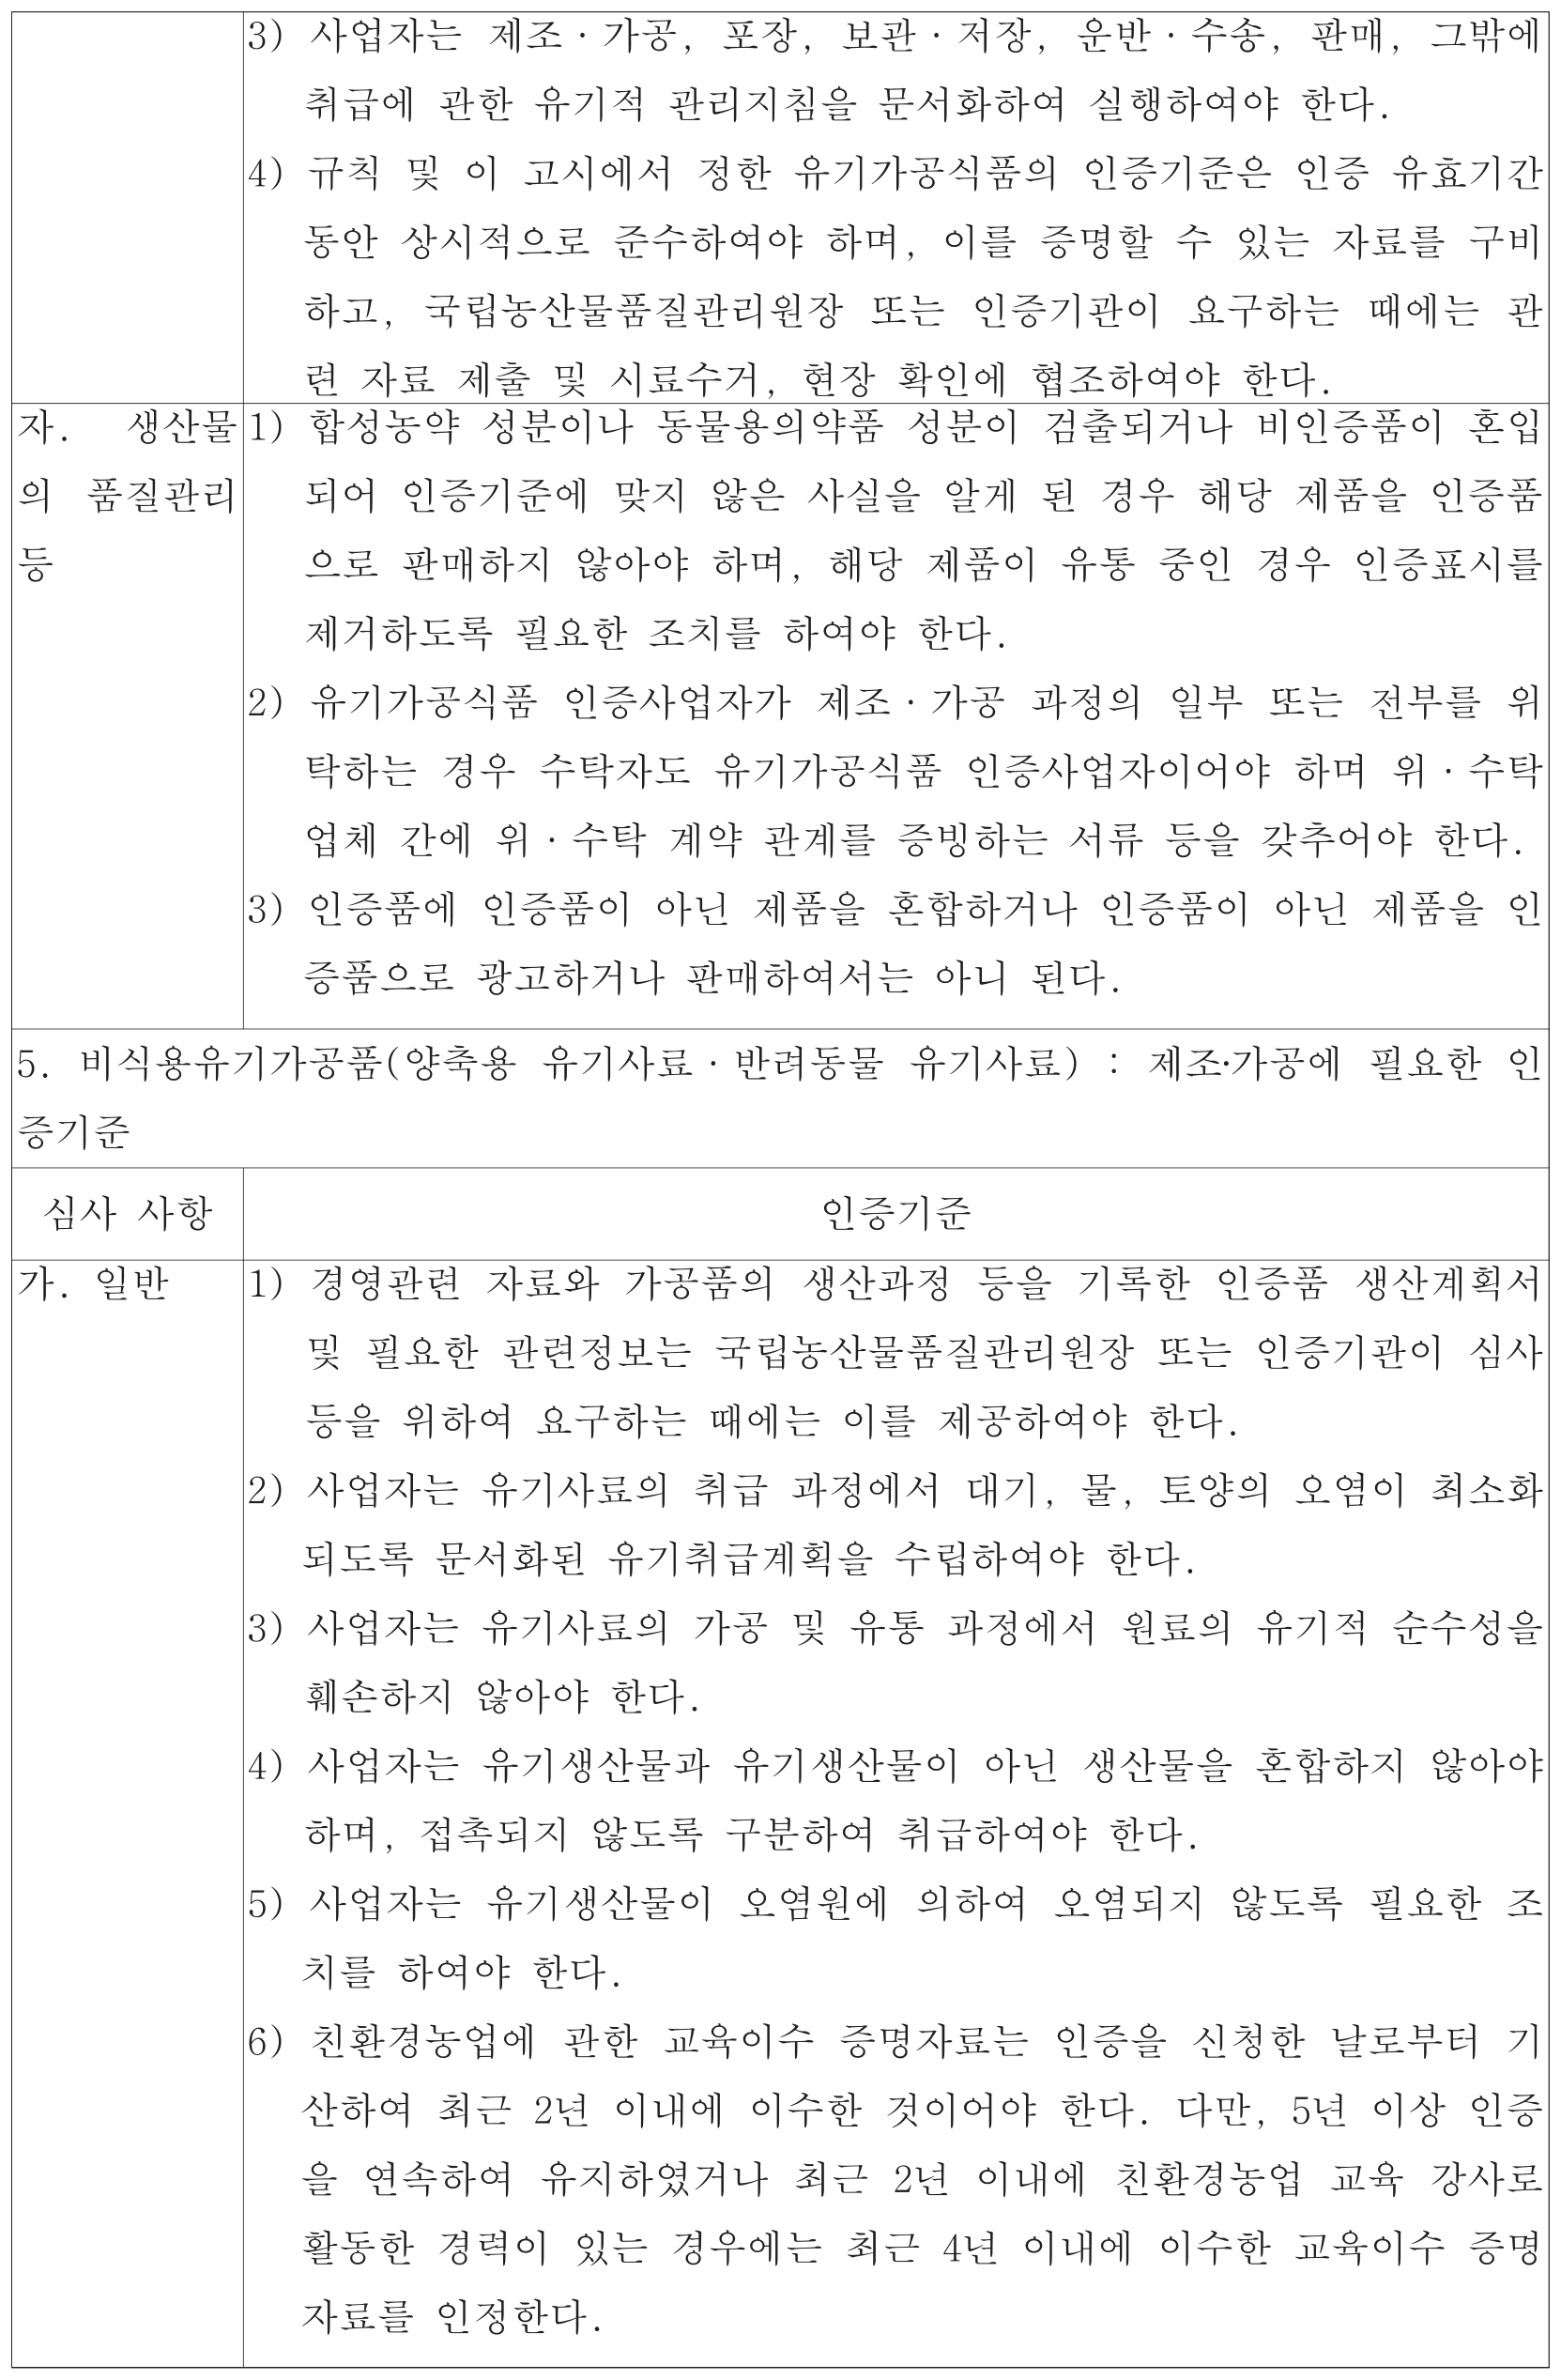 3) 사업자는 제조·가공, 포장, 보관·저장, 운반·수송, 판매, 그밖에
취급에 관한 유기적 관리지침을 문서화하여 실행하여야 한다.
4) 규칙 및 이 고시에서 정한 유기가공식품의 인증기준은 인증 유효기간
동안 상시적으로 준수하여야 하며, 이를 증명할 수 있는 자료를 구비
하고, 국립농산물품질관리원장 또는 인증기관이 요구하는 때에는 관
련 자료 제출 및 시료수거, 현장 확인에 협조하여야 한다.
자. 생산물
의 품질관리
등
1) 합성농약 성분이나 동물용의약품 성분이 검출되거나 비인증품이 혼입
되어 인증기준에 맞지 않은 사실을 알게 된 경우 해당 제품을 인증품
으로 판매하지 않아야 하며, 해당 제품이 유통 중인 경우 인증표시를
제거하도록 필요한 조치를 하여야 한다.
2) 유기가공식품 인증사업자가 제조·가공 과정의 일부 또는 전부를 위
탁하는 경우 수탁자도 유기가공식품 인증사업자이어야 하며 위·수탁
업체 간에 위·수탁 계약 관계를 증빙하는 서류 등을 갖추어야 한다.
3) 인증품에 인증품이 아닌 제품을 혼합하거나 인증품이 아닌 제품을 인
증품으로 광고하거나 판매하여서는 아니 된다.
5. 비식용유기가공품(양축용 유기사료·반려동물 유기사료) : 제조·가공에 필요한 인
증기준
심사 사항
인증기준
가. 일반
1) 경영관련 자료와 가공품의 생산과정 등을 기록한 인증품 생산계획서
및 필요한 관련정보는 국립농산물품질관리원장 또는 인증기관이 심사
등을 위하여 요구하는 때에는 이를 제공하여야 한다.
2) 사업자는 유기사료의 취급 과정에서 대기, 물, 토양의 오염이 최소화
되도록 문서화된 유기취급계획을 수립하여야 한다.
3) 사업자는 유기사료의 가공 및 유통 과정에서 원료의 유기적 순수성을
훼손하지 않아야 한다.
4) 사업자는 유기생산물과 유기생산물이 아닌 생산물을 혼합하지 않아야
하며, 접촉되지 않도록 구분하여 취급하여야 한다.
5) 사업자는 유기생산물이 오염원에 의하여 오염되지 않도록 필요한 조
치를 하여야 한다.
6) 친환경농업에 관한 교육이수 증명자료는 인증을 신청한 날로부터 기
산하여 최근 2년 이내에 이수한 것이어야 한다. 다만, 5년 이상 인증
을 연속하여 유지하였거나 최근 2년 이내에 친환경농업 교육 강사로
활동한 경력이 있는 경우에는 최근 4년 이내에 이수한 교육이수 증명
자료를 인정한다.